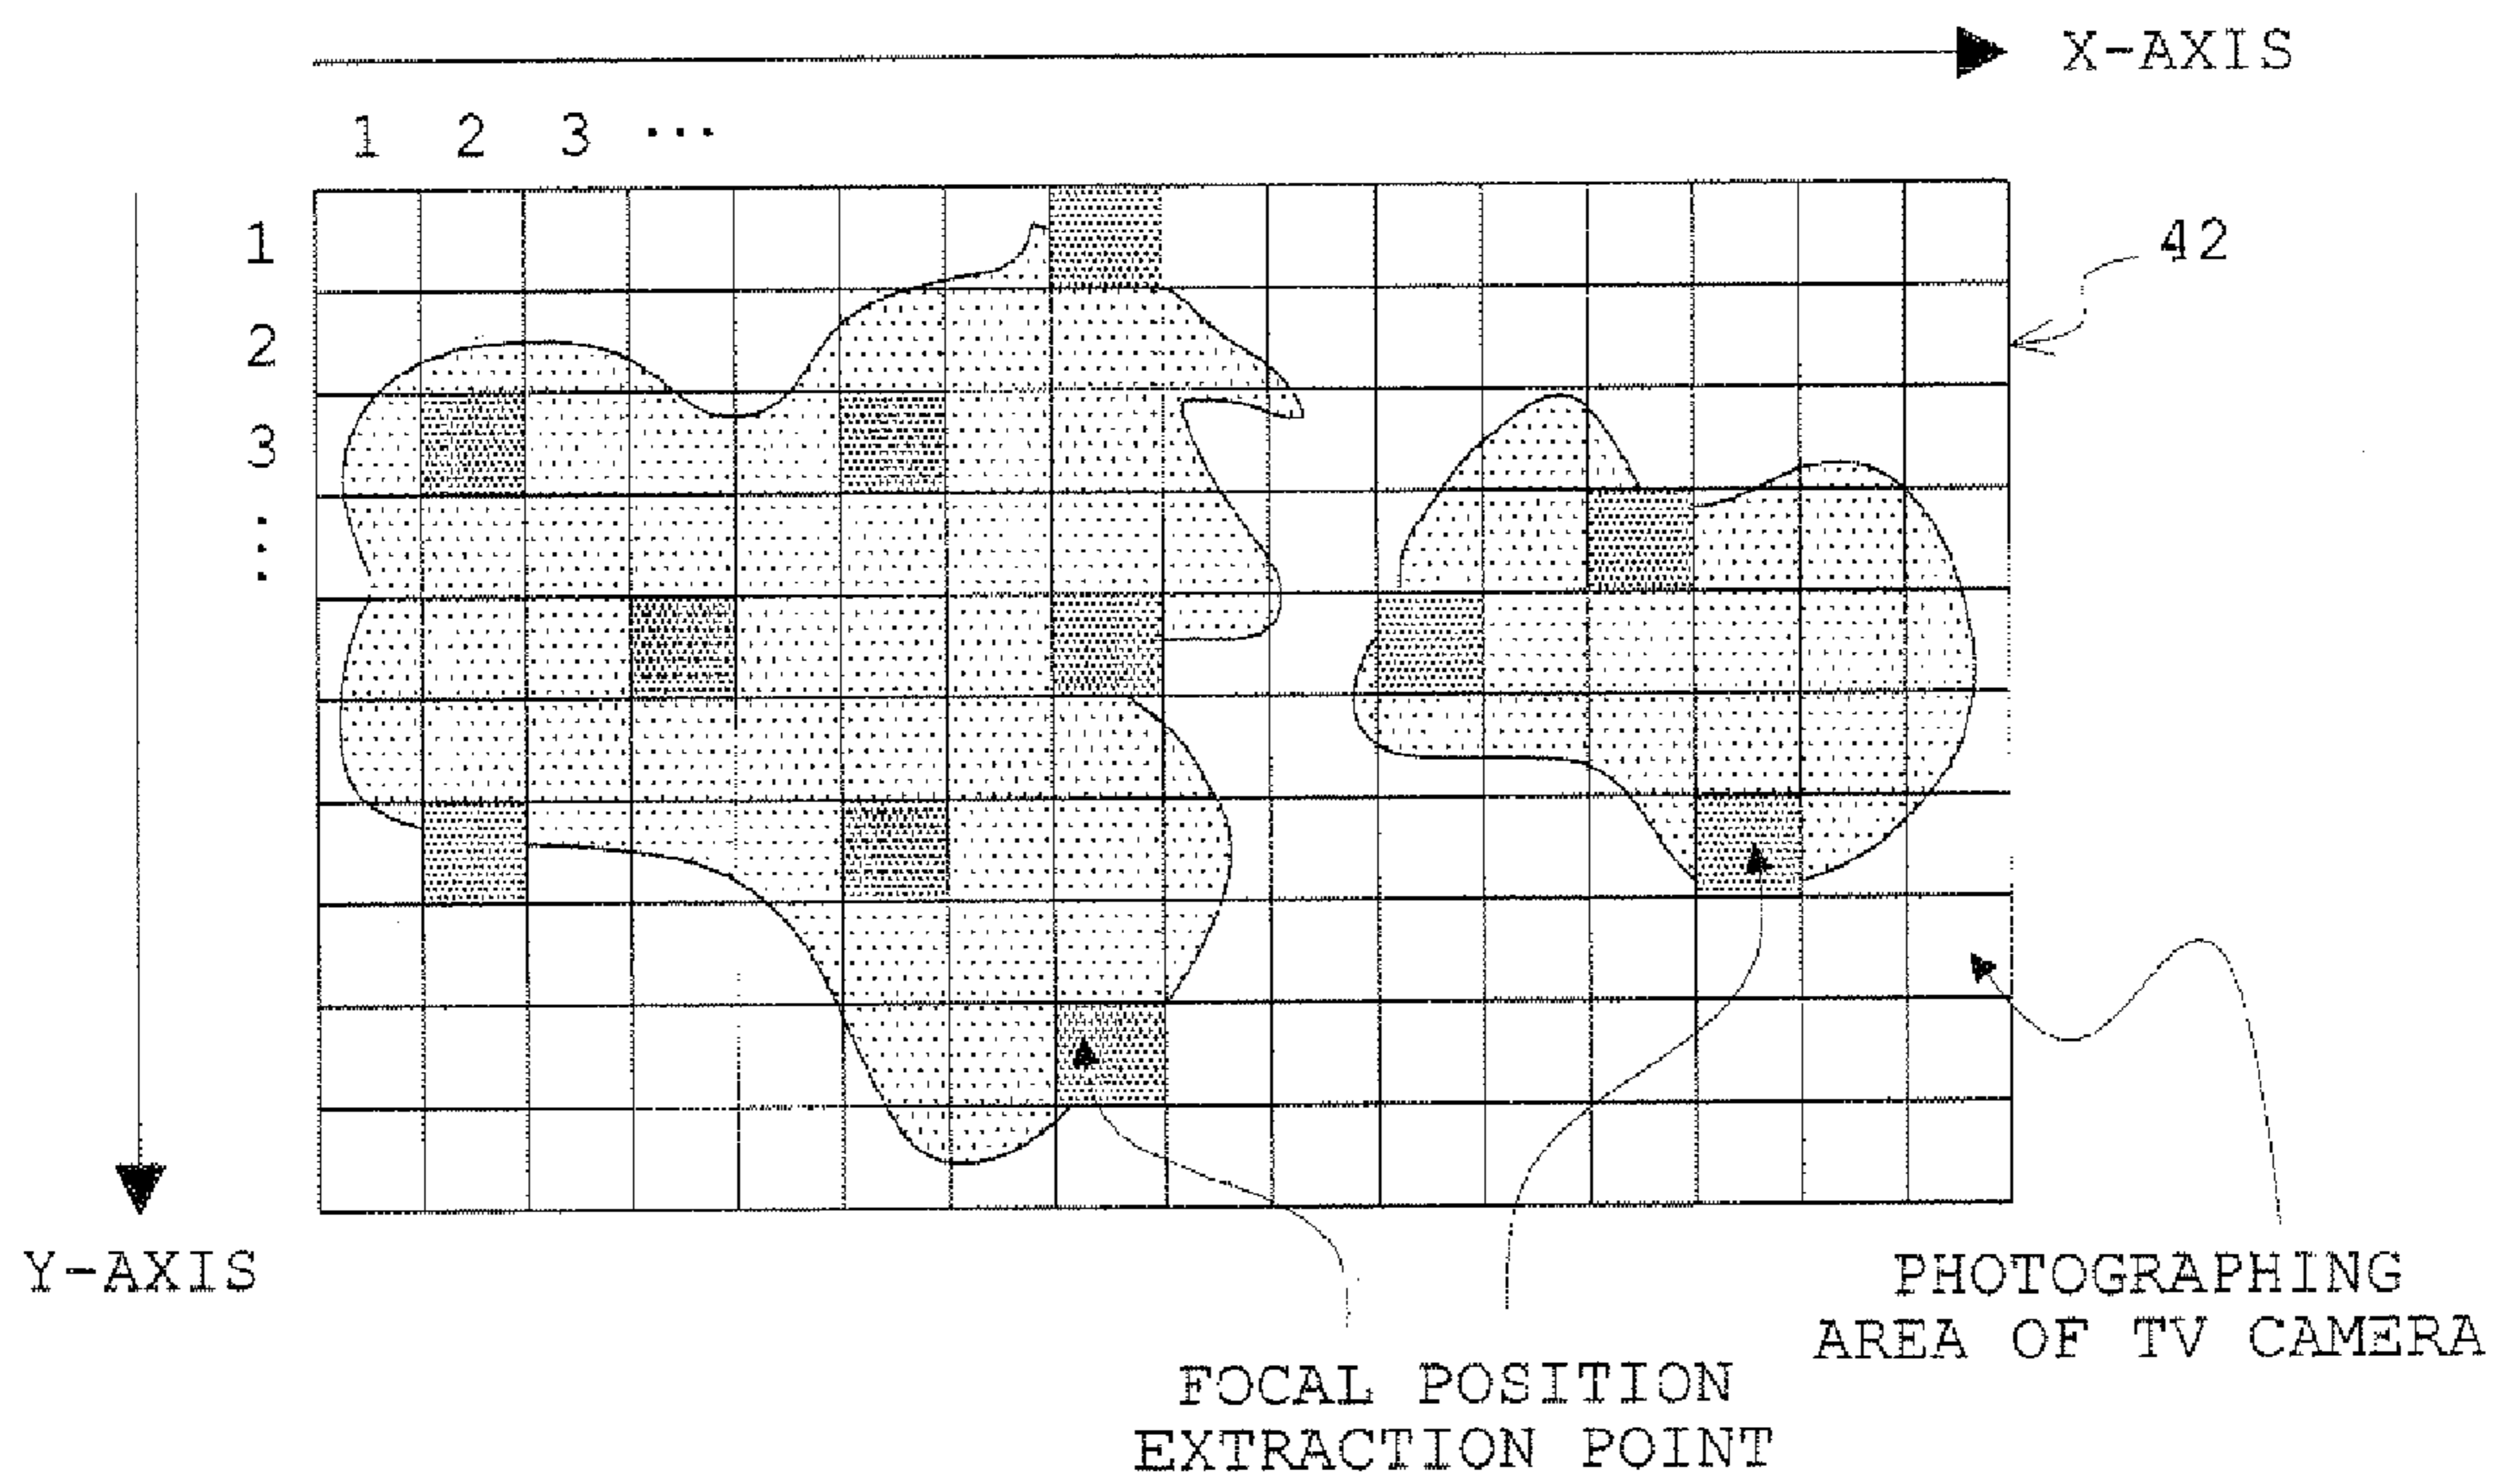 X-AXIS
1 2 3 ...
1
2
3
⋮
42
Y-AXIS
PHOTOGRAPHING
AREA OF TV CAMERA
FOCAL POSITION
EXTRACTION POINT